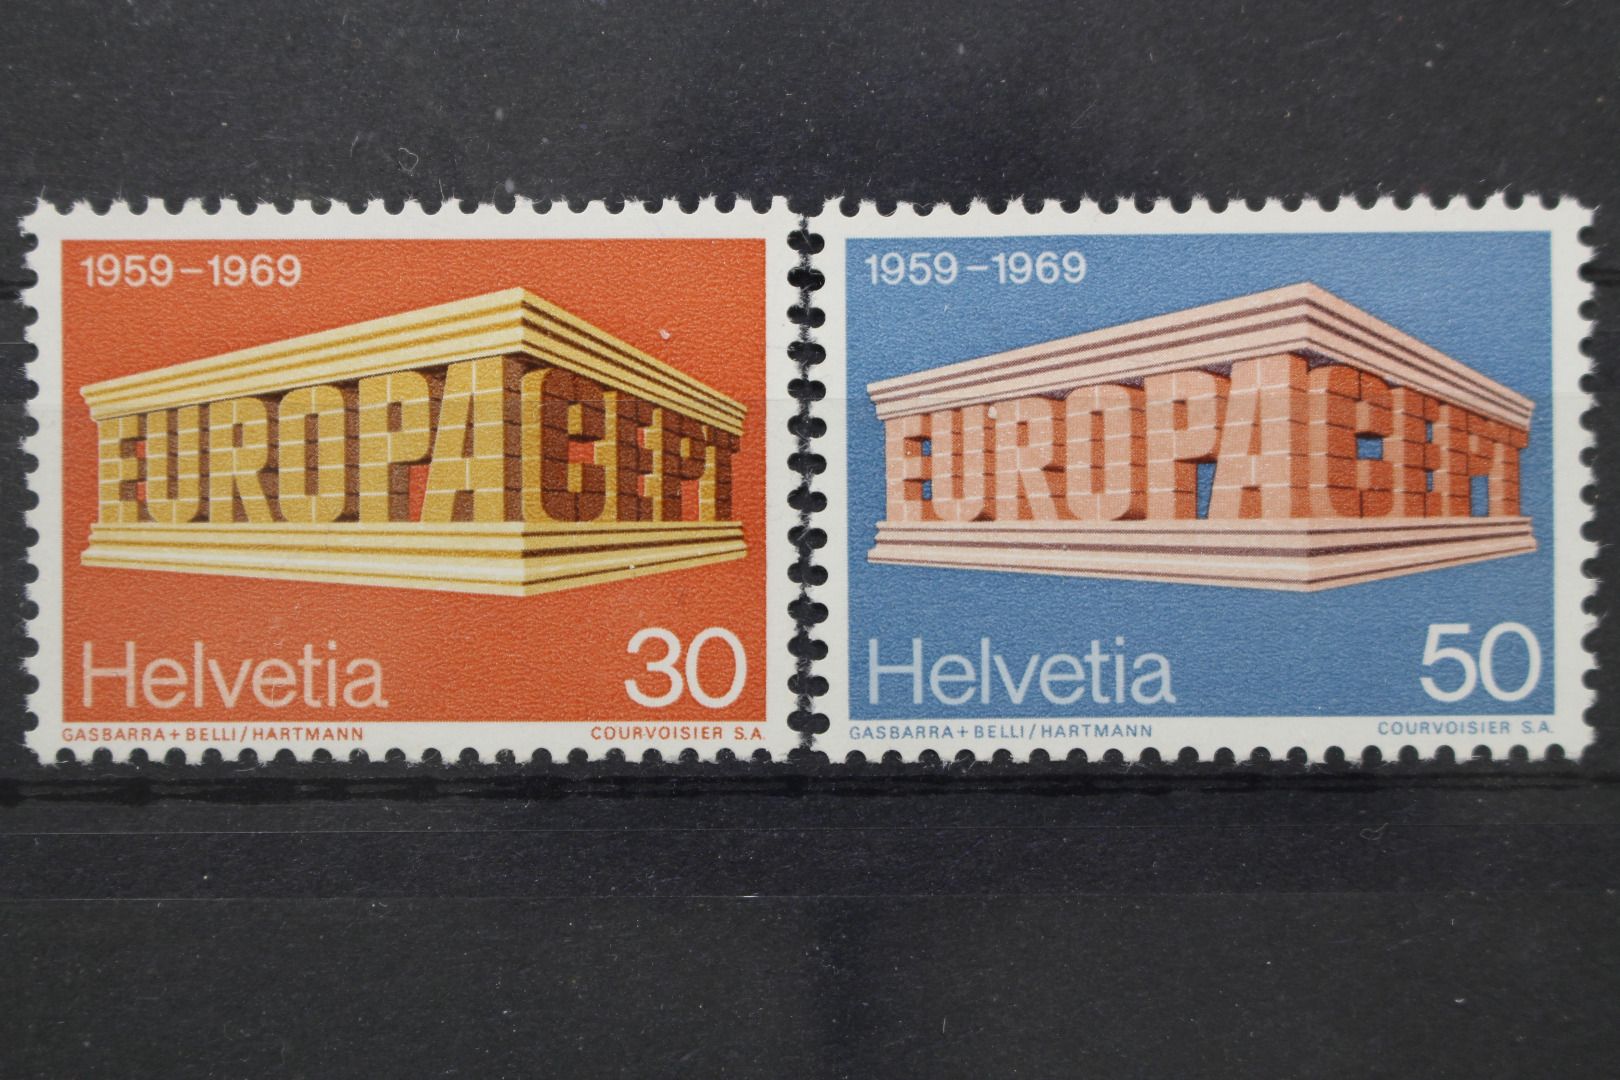 1959–1969
EUROPA CEPT
Helvetia 30
GASBARRA + BELLI / HARTMANN COURVOISIER S.A.
1959–1969
EUROPA CEPT
Helvetia 50
GASBARRA + BELLI / HARTMANN COURVOISIER S.A.